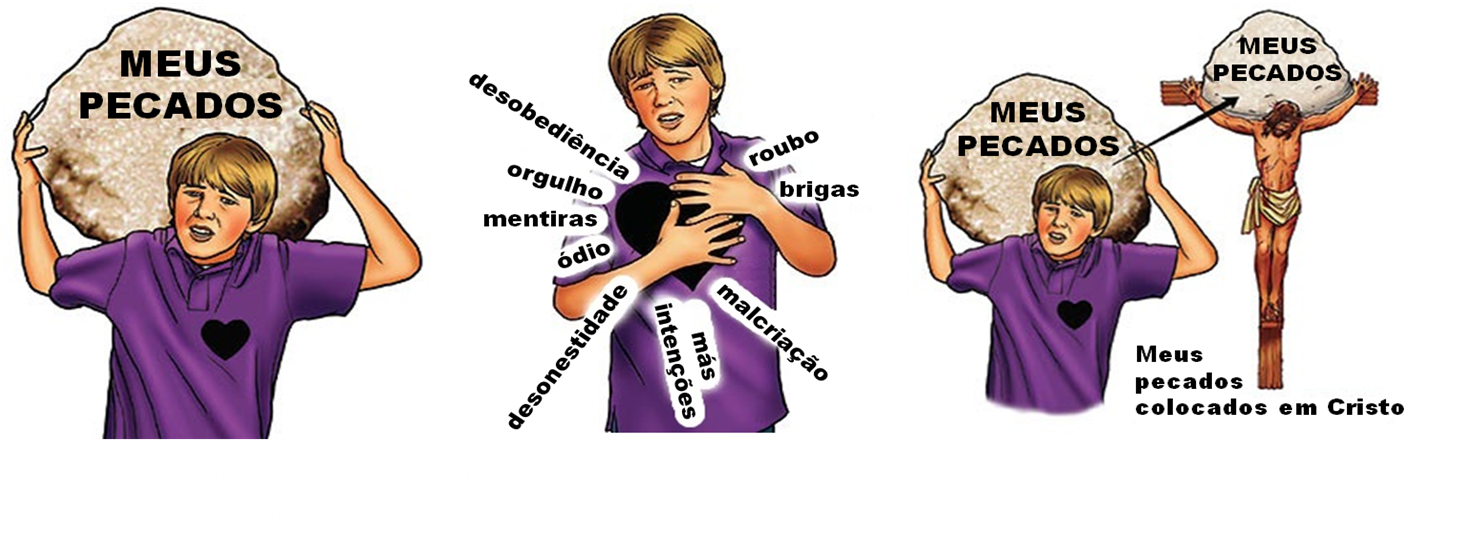 MEUS
PECADOS
desobediência
orgulho
mentiras
ódio
desonestidade
más
intenções
malcriação
roubo
brigas
MEUS
PECADOS
MEUS
PECADOS
Meus
pecados
colocados em Cristo